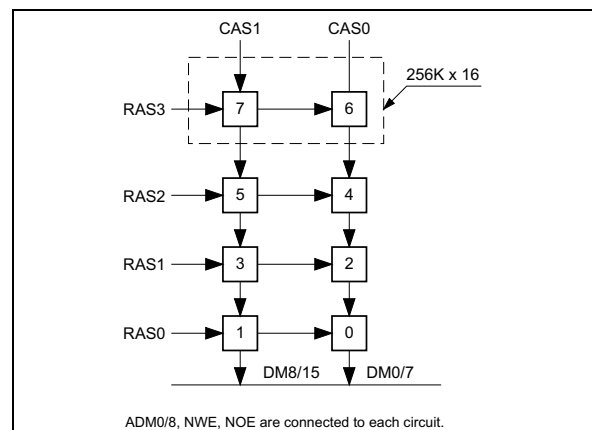 CAS1 CAS0
256K x 16
RAS3 7 6
RAS2 5 4
RAS1 3 2
RAS0 1 0
DM8/15 DM0/7
ADM0/8, NWE, NOE are connected to each circuit.